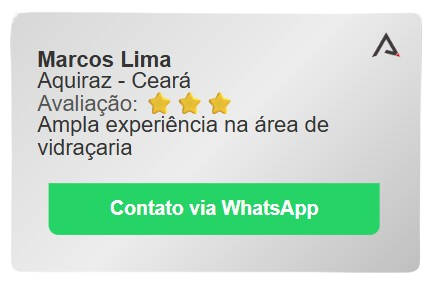 Marcos Lima
Aquiraz - Ceará
Avaliação: ⭐⭐⭐
Ampla experiência na área de
vidraçaria
Contato via WhatsApp